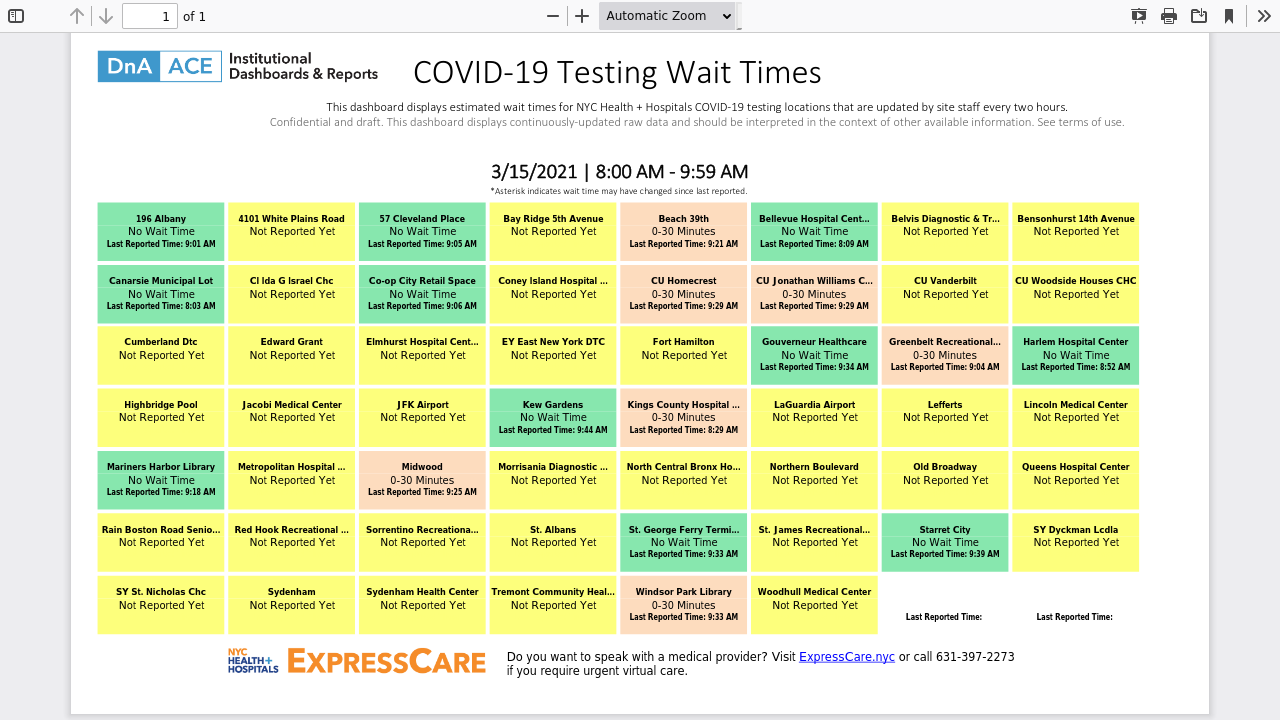 1 of 1
Automatic Zoom
DnA ACE Institutional
Dashboards & Reports
COVID-19 Testing Wait Times
This dashboard displays estimated wait times for NYC Health + Hospitals COVID-19 testing locations that are updated by site staff every two hours.
Confidential and draft. This dashboard displays continuously-updated raw data and should be interpreted in the context of other available information. See terms of use.
3/15/2021 | 8:00 AM - 9:59 AM
*Asterisk indicates wait time may have changed since last reported.
196 Albany
No Wait Time
Last Reported Time: 9:01 AM
4101 White Plains Road
Not Reported Yet
57 Cleveland Place
No Wait Time
Last Reported Time: 9:05 AM
Bay Ridge 5th Avenue
Not Reported Yet
Beach 39th
0-30 Minutes
Last Reported Time: 9:21 AM
Bellevue Hospital Cent...
No Wait Time
Last Reported Time: 8:09 AM
Belvis Diagnostic & Tr...
Not Reported Yet
Bensonhurst 14th Avenue
Not Reported Yet
Canarsie Municipal Lot
No Wait Time
Last Reported Time: 8:03 AM
CI Ida G Israel Chc
Not Reported Yet
Co-op City Retail Space
No Wait Time
Last Reported Time: 9:06 AM
Coney Island Hospital ...
Not Reported Yet
CU Homecrest
0-30 Minutes
Last Reported Time: 9:29 AM
CU Jonathan Williams C...
0-30 Minutes
Last Reported Time: 9:29 AM
CU Vanderbilt
Not Reported Yet
CU Woodside Houses CHC
Not Reported Yet
Cumberland Dtc
Not Reported Yet
Edward Grant
Not Reported Yet
Elmhurst Hospital Cent...
Not Reported Yet
EY East New York DTC
Not Reported Yet
Fort Hamilton
Not Reported Yet
Gouverneur Healthcare
No Wait Time
Last Reported Time: 9:34 AM
Greenbelt Recreational...
0-30 Minutes
Last Reported Time: 9:04 AM
Harlem Hospital Center
No Wait Time
Last Reported Time: 8:52 AM
Highbridge Pool
Not Reported Yet
Jacobi Medical Center
Not Reported Yet
JFK Airport
Not Reported Yet
Kew Gardens
No Wait Time
Last Reported Time: 9:44 AM
Kings County Hospital ...
0-30 Minutes
Last Reported Time: 8:29 AM
LaGuardia Airport
Not Reported Yet
Lefferts
Not Reported Yet
Lincoln Medical Center
Not Reported Yet
Mariners Harbor Library
No Wait Time
Last Reported Time: 9:18 AM
Metropolitan Hospital ...
Not Reported Yet
Midwood
0-30 Minutes
Last Reported Time: 9:25 AM
Morrisania Diagnostic ...
Not Reported Yet
North Central Bronx Ho...
Not Reported Yet
Northern Boulevard
Not Reported Yet
Old Broadway
Not Reported Yet
Queens Hospital Center
Not Reported Yet
Rain Boston Road Senio...
Not Reported Yet
Red Hook Recreational ...
Not Reported Yet
Sorrentino Recreationa...
Not Reported Yet
St. Albans
Not Reported Yet
St. George Ferry Termi...
No Wait Time
Last Reported Time: 9:33 AM
St. James Recreational...
Not Reported Yet
Starret City
No Wait Time
Last Reported Time: 9:39 AM
SY Dyckman Lcdla
Not Reported Yet
SY St. Nicholas Chc
Not Reported Yet
Sydenham
Not Reported Yet
Sydenham Health Center
Not Reported Yet
Tremont Community Heal...
Not Reported Yet
Windsor Park Library
0-30 Minutes
Last Reported Time: 9:33 AM
Woodhull Medical Center
Not Reported Yet
Last Reported Time:
Last Reported Time:
NYC
HEALTH+
HOSPITALS
EXPRESSCARE
Do you want to speak with a medical provider? Visit ExpressCare.nyc or call 631-397-2273
if you require urgent virtual care.